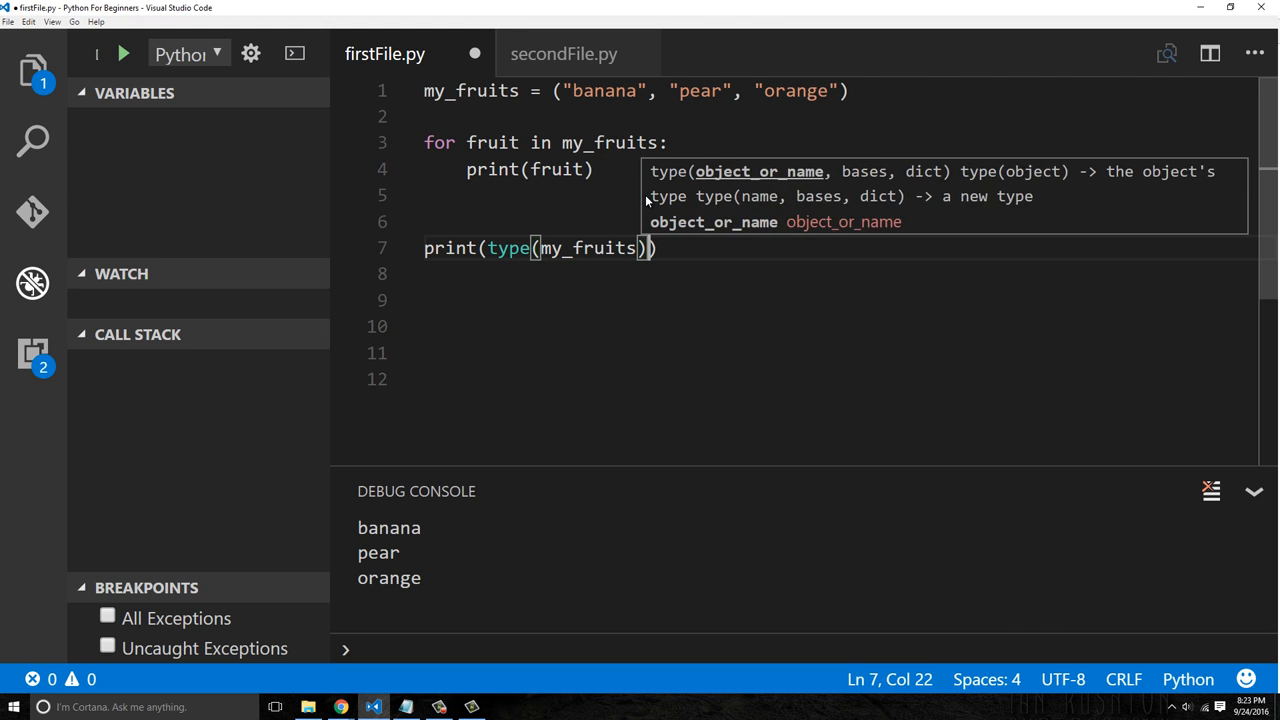 ● firstFile.py - Python For Beginners - Visual Studio Code
File Edit View Go Help
Python
firstFile.py
secondFile.py
1
VARIABLES
WATCH
CALL STACK
2
BREAKPOINTS
All Exceptions
Uncaught Exceptions
1 my_fruits = ("banana", "pear", "orange")
2
3 for fruit in my_fruits:
4 print(fruit)
5
6
7 print(type(my_fruits))
8
9
10
11
12
type(object_or_name, bases, dict) type(object) -> the object's
type type(name, bases, dict) -> a new type
object_or_name object_or_name
DEBUG CONSOLE
banana
pear
orange
0 0
Ln 7, Col 22 Spaces: 4 UTF-8 CRLF Python
I'm Cortana. Ask me anything.
8:23 PM
9/24/2016